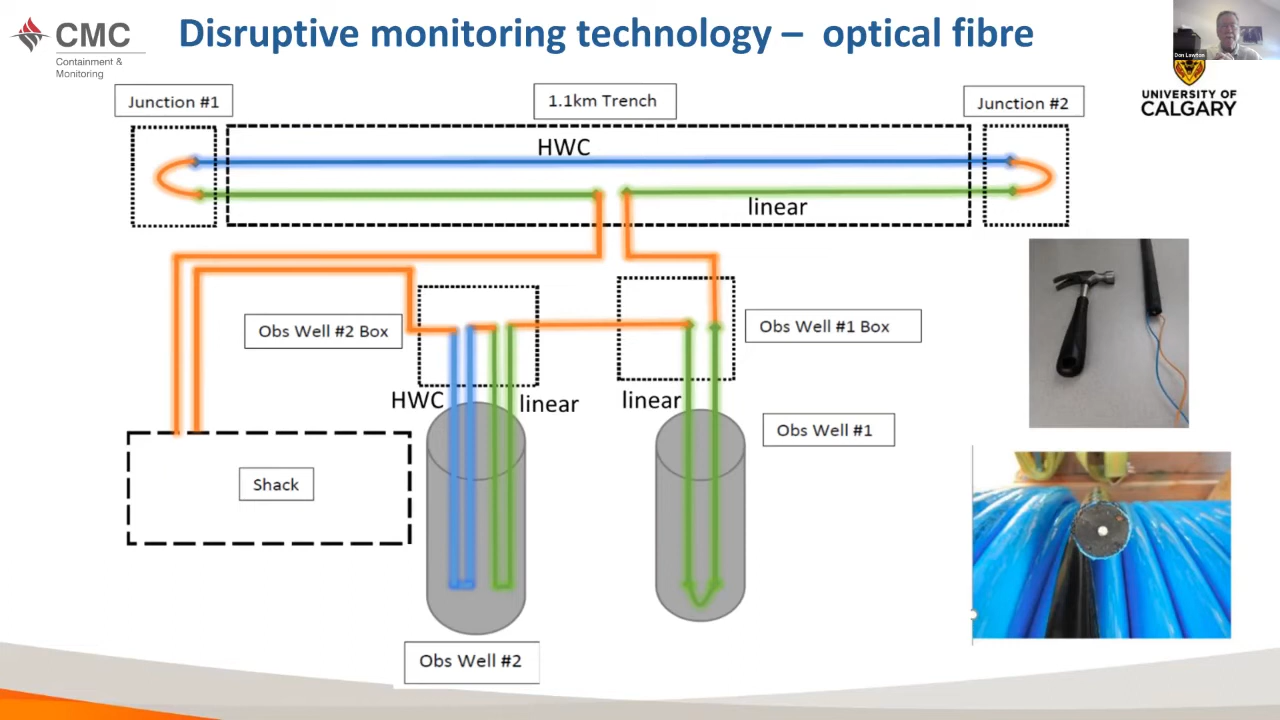 CMC
Containment &
Monitoring
Disruptive monitoring technology – optical fibre
Don Lawton
UNIVERSITY OF
CALGARY
Junction #1
1.1km Trench
Junction #2
HWC
linear
Obs Well #2 Box
Obs Well #1 Box
HWC
linear
linear
Obs Well #1
Shack
Obs Well #2